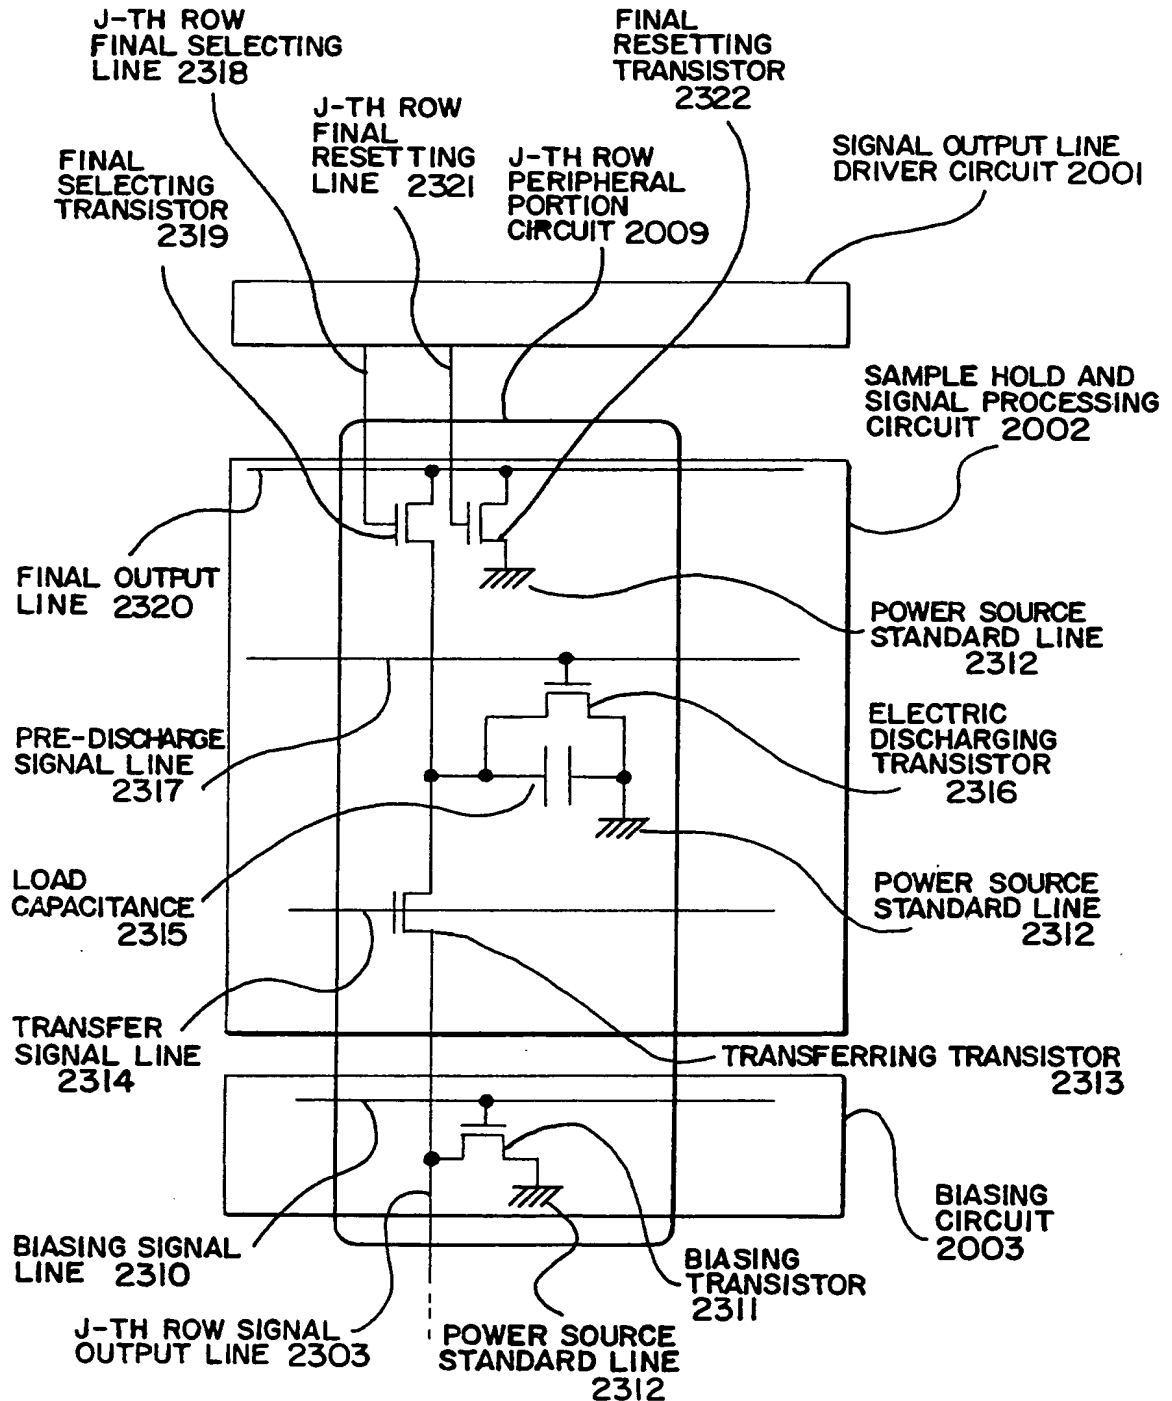 J-TH ROW
FINAL SELECTING
LINE 2318
FINAL
RESETTING
TRANSISTOR
2322
J-TH ROW
FINAL
RESETTING
LINE 2321
FINAL
SELECTING
TRANSISTOR
2319
J-TH ROW
PERIPHERAL
PORTION
CIRCUIT 2009
SIGNAL OUTPUT LINE
DRIVER CIRCUIT 2001
SAMPLE HOLD AND
SIGNAL PROCESSING
CIRCUIT 2002
FINAL OUTPUT
LINE 2320
POWER SOURCE
STANDARD LINE
2312
PRE-DISCHARGE
SIGNAL LINE
2317
ELECTRIC
DISCHARGING
TRANSISTOR
2316
LOAD
CAPACITANCE
2315
POWER SOURCE
STANDARD LINE
2312
TRANSFER
SIGNAL LINE
2314
TRANSFERRING TRANSISTOR
2313
BIASING
CIRCUIT
2003
BIASING SIGNAL
LINE 2310
BIASING
TRANSISTOR
2311
J-TH ROW SIGNAL
OUTPUT LINE 2303
POWER SOURCE
STANDARD LINE
2312